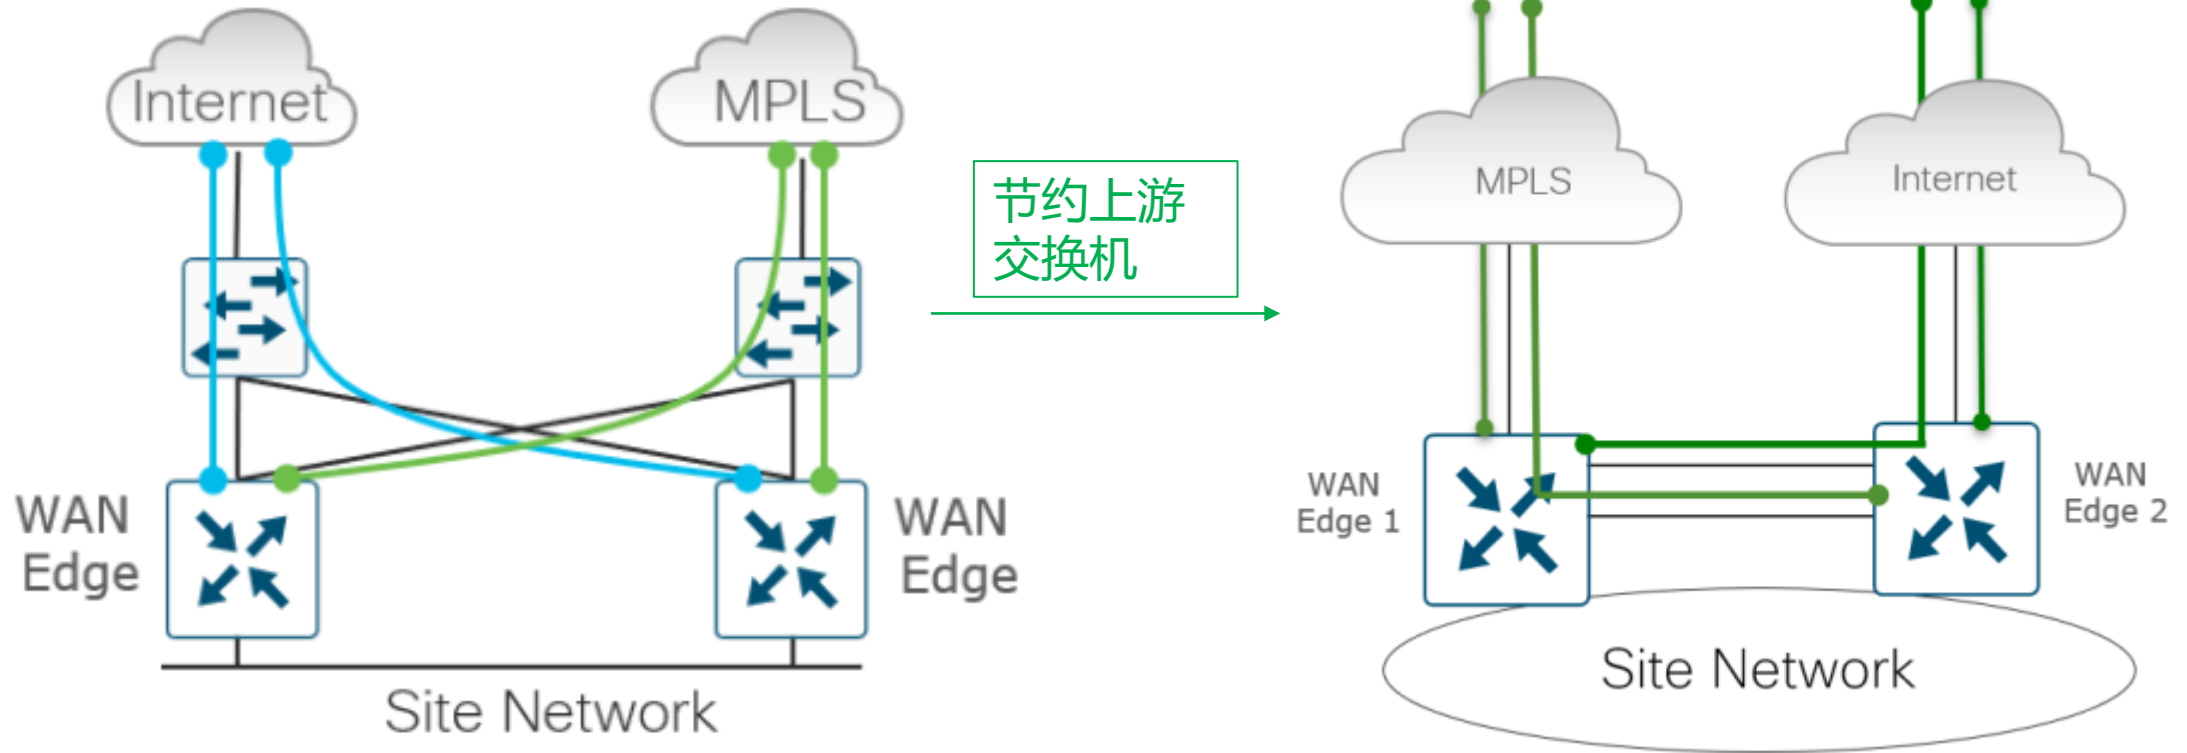 Internet
MPLS
WAN
Edge
WAN
Edge
Site Network
节约上游
交换机
MPLS
Internet
WAN
Edge 1
WAN
Edge 2
Site Network